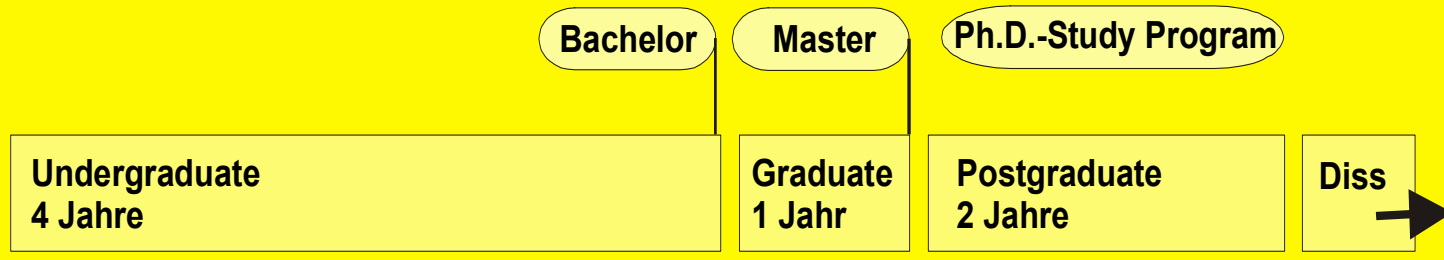 Bachelor
Master
Ph.D.-Study Program
Undergraduate
4 Jahre
Graduate
1 Jahr
Postgraduate
2 Jahre
Diss